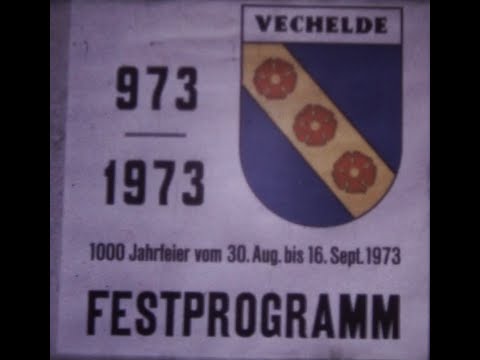 VECHELDE
973
1973
1000 Jahrfeier vom 30. Aug. bis 16. Sept. 1973
FESTPROGRAMM